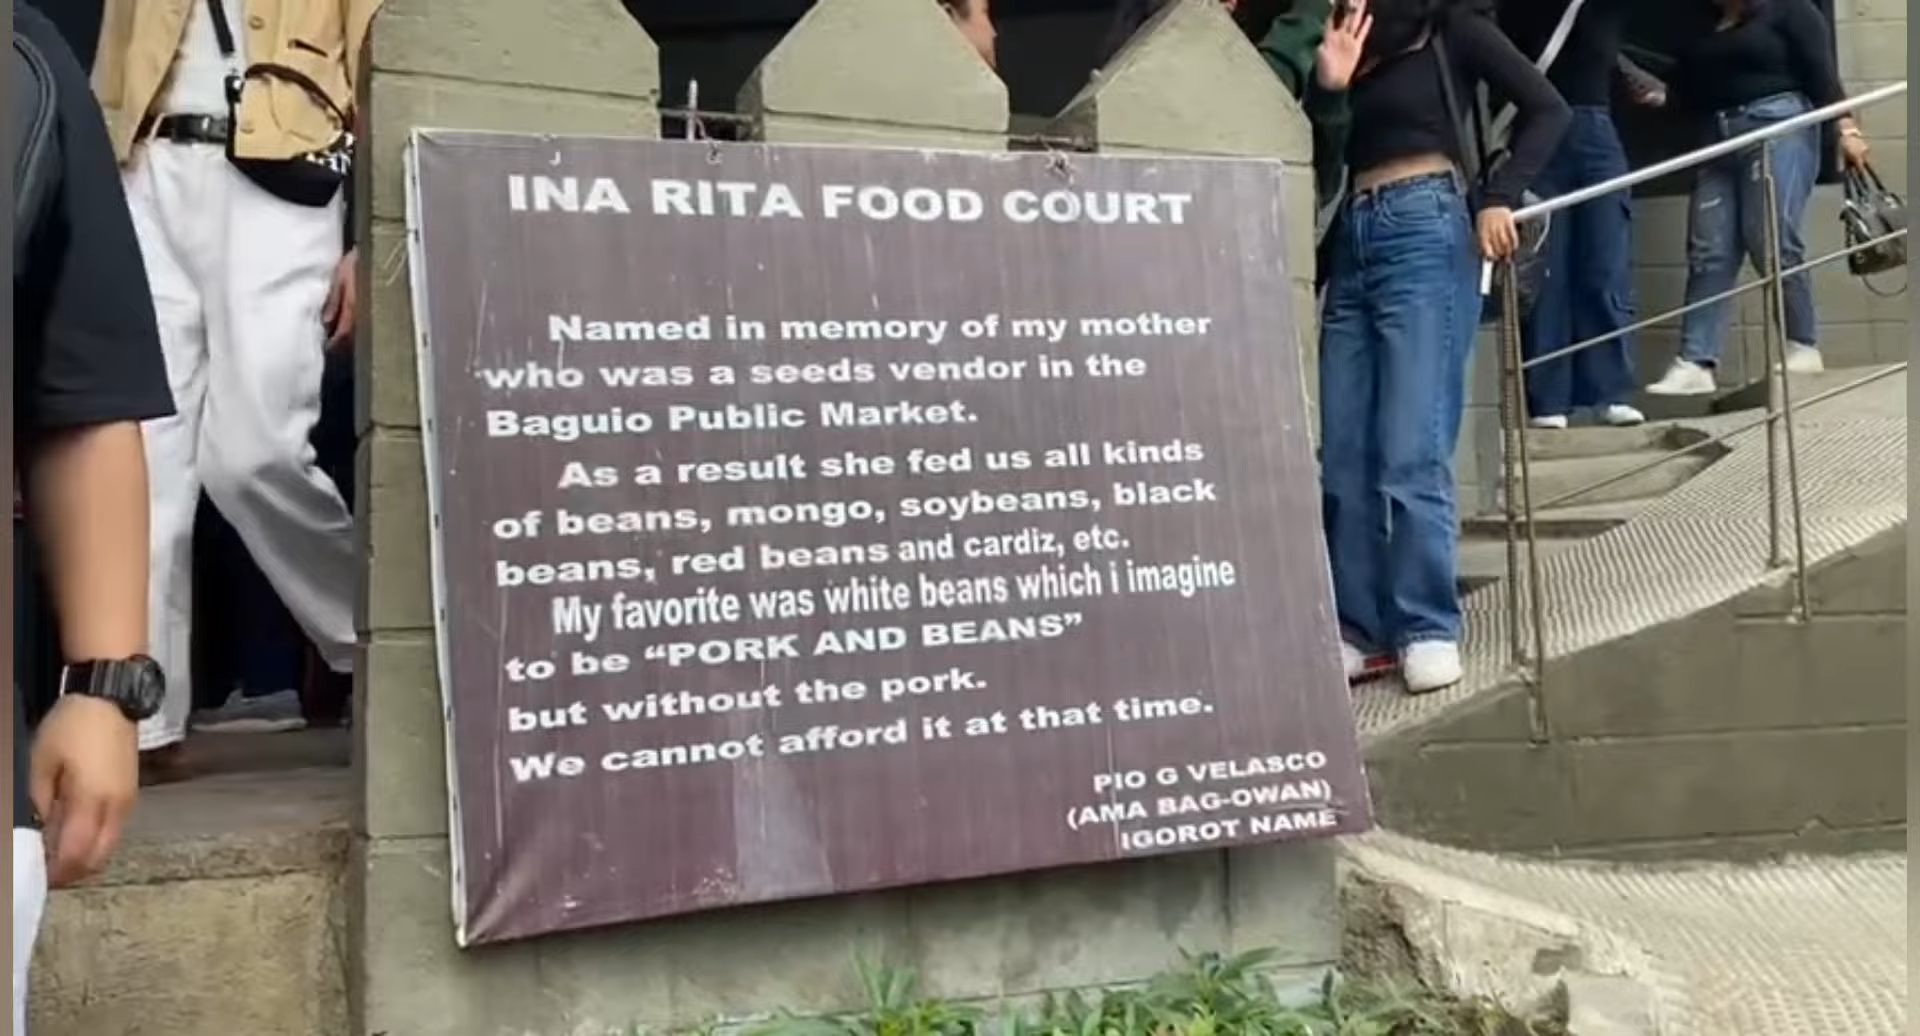 INA RITA FOOD COURT
Named in memory of my mother
who was a seeds vendor in the
Baguio Public Market.
As a result she fed us all kinds
of beans, mongo, soybeans, black
beans, red beans and cardiz, etc.
My favorite was white beans which i imagine
to be “PORK AND BEANS”
but without the pork.
We cannot afford it at that time.
PIO G VELASCO
(AMA BAG-OWAN)
IGOROT NAME